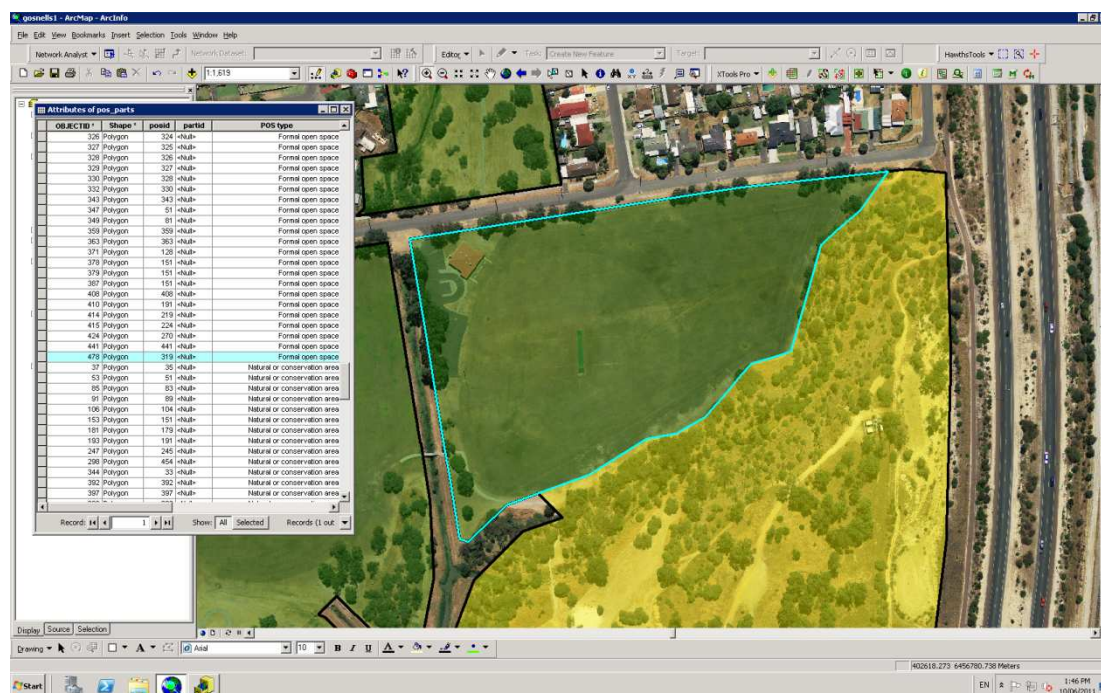 gosnells1 - ArcMap - ArcInfo
File Edit View Bookmarks Insert Selection Tools Window Help
Network Analyst Network Dataset: Editor Task: Create New Feature Target: HawthsTools
1:1,619 XTools Pro
Attributes of pos_parts
OBJECTID * Shape * posid partid POS type
326 Polygon 324 <Null> Formal open space
327 Polygon 325 <Null> Formal open space
328 Polygon 326 <Null> Formal open space
329 Polygon 327 <Null> Formal open space
330 Polygon 328 <Null> Formal open space
332 Polygon 330 <Null> Formal open space
343 Polygon 343 <Null> Formal open space
347 Polygon 51 <Null> Formal open space
349 Polygon 81 <Null> Formal open space
359 Polygon 359 <Null> Formal open space
363 Polygon 363 <Null> Formal open space
371 Polygon 128 <Null> Formal open space
378 Polygon 151 <Null> Formal open space
379 Polygon 151 <Null> Formal open space
387 Polygon 151 <Null> Formal open space
408 Polygon 408 <Null> Formal open space
410 Polygon 191 <Null> Formal open space
414 Polygon 219 <Null> Formal open space
415 Polygon 224 <Null> Formal open space
424 Polygon 270 <Null> Formal open space
441 Polygon 441 <Null> Formal open space
478 Polygon 319 <Null> Formal open space
37 Polygon 35 <Null> Natural or conservation area
53 Polygon 51 <Null> Natural or conservation area
85 Polygon 83 <Null> Natural or conservation area
91 Polygon 89 <Null> Natural or conservation area
106 Polygon 104 <Null> Natural or conservation area
153 Polygon 151 <Null> Natural or conservation area
181 Polygon 179 <Null> Natural or conservation area
193 Polygon 191 <Null> Natural or conservation area
247 Polygon 245 <Null> Natural or conservation area
298 Polygon 454 <Null> Natural or conservation area
344 Polygon 33 <Null> Natural or conservation area
392 Polygon 392 <Null> Natural or conservation area
397 Polygon 397 <Null> Natural or conservation area
Record: 1 Show: All Selected Records (1 out
Display Source Selection
Drawing A Arial 10 B I U A
402618.273 6456780.738 Meters
Start EN 1:46 PM
10/06/2011